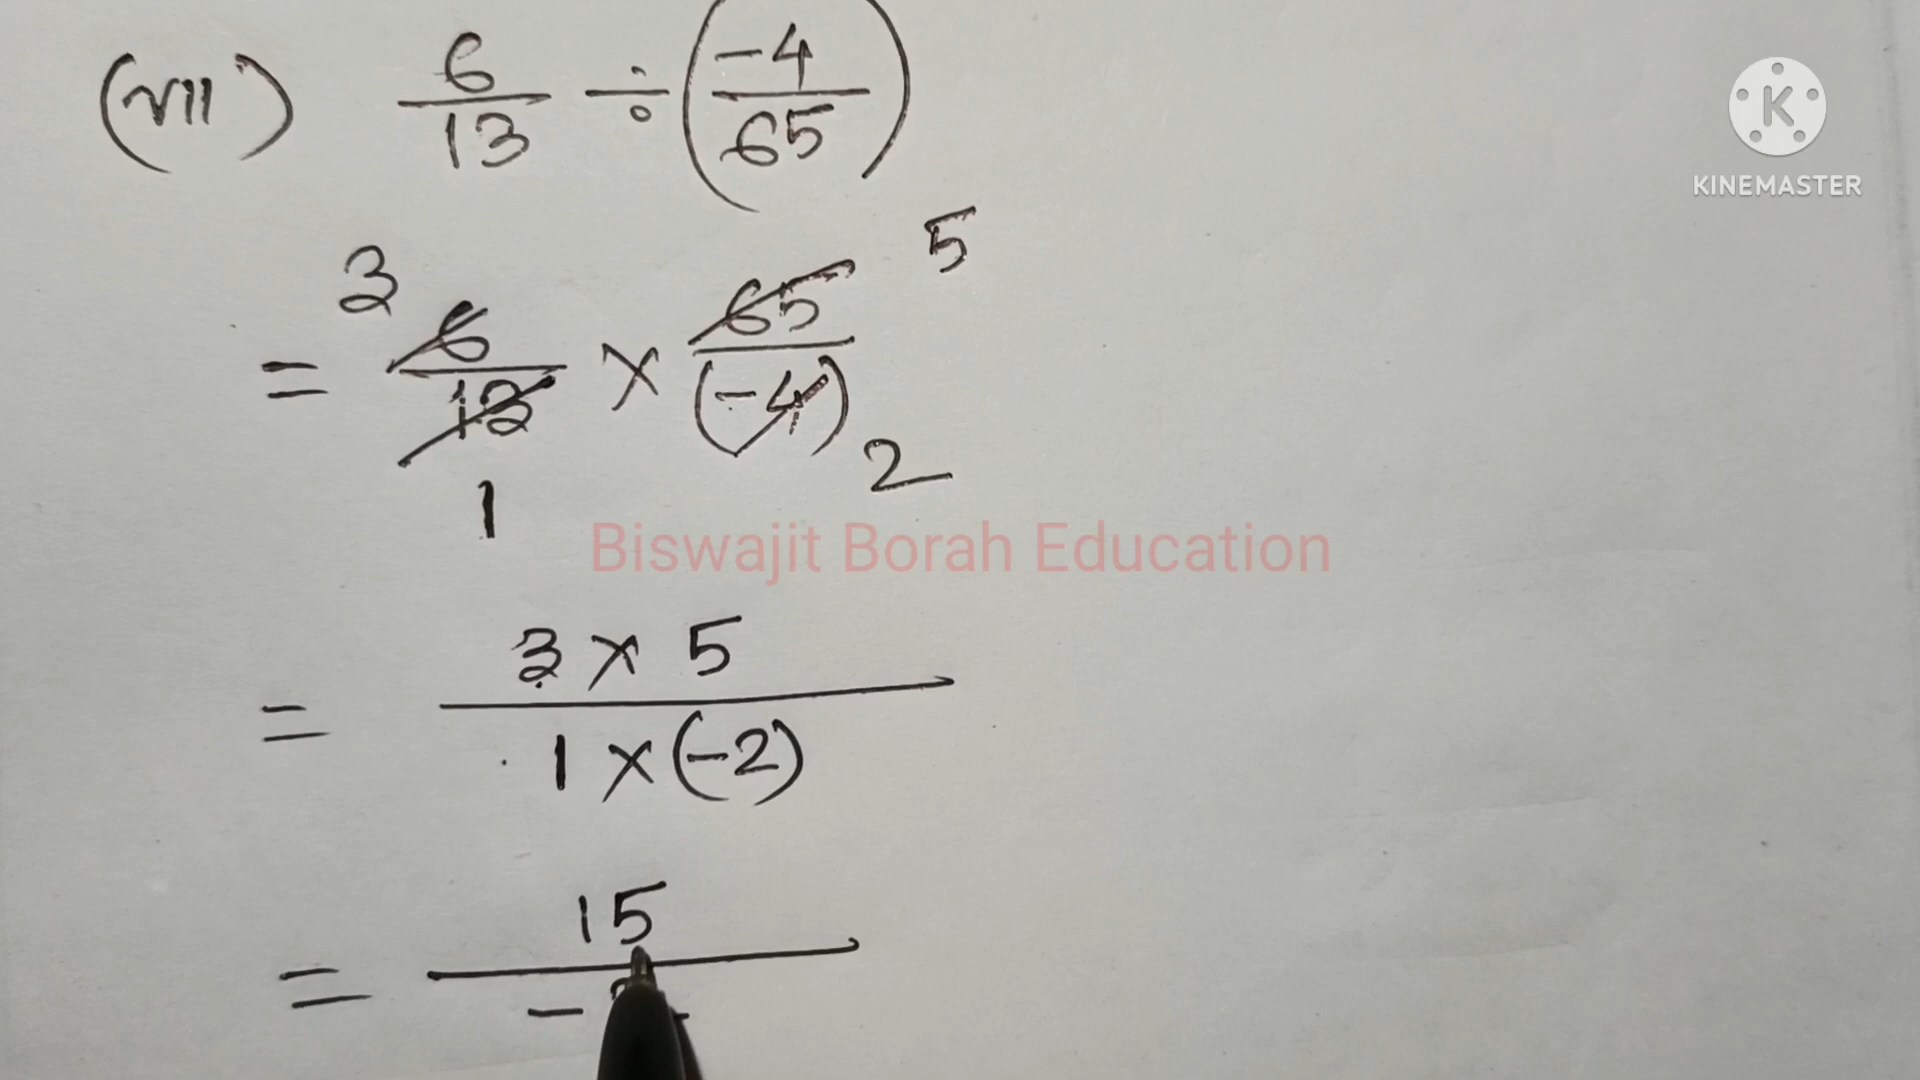 (VII) 6/13 ÷ (-4/65)
K
KINEMASTER
= 3 6/13 1 × 65/(-4) 5 2
Biswajit Borah Education
= 3 × 5 / 1 × (-2)
= 15 / -2